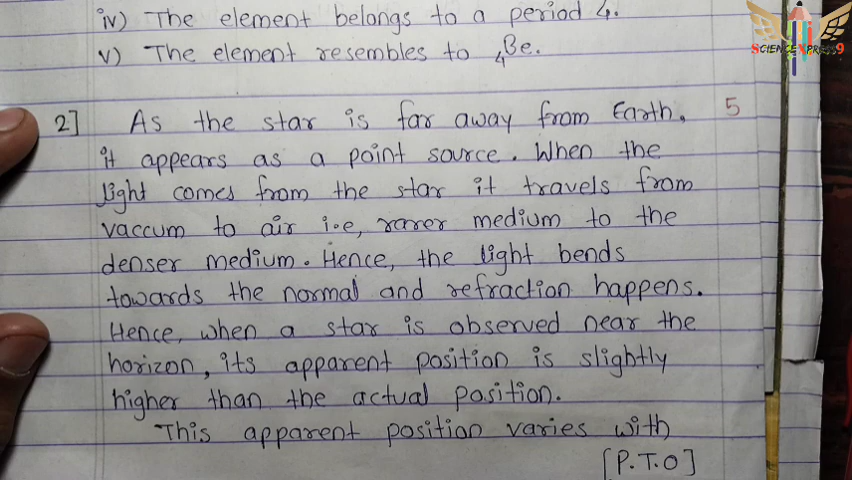 iv) The element belongs to a period 4.
v) The element resembles to ₄Be.
SCIENCEXPRESS9
2] As the star is far away from Earth, 5
it appears as a point source. When the
light comes from the star it travels from
vaccum to air i.e, rarer medium to the
denser medium. Hence, the light bends
towards the normal and refraction happens.
Hence, when a star is observed near the
horizon, its apparent position is slightly
higher than the actual position.
This apparent position varies with
[P.T.O]